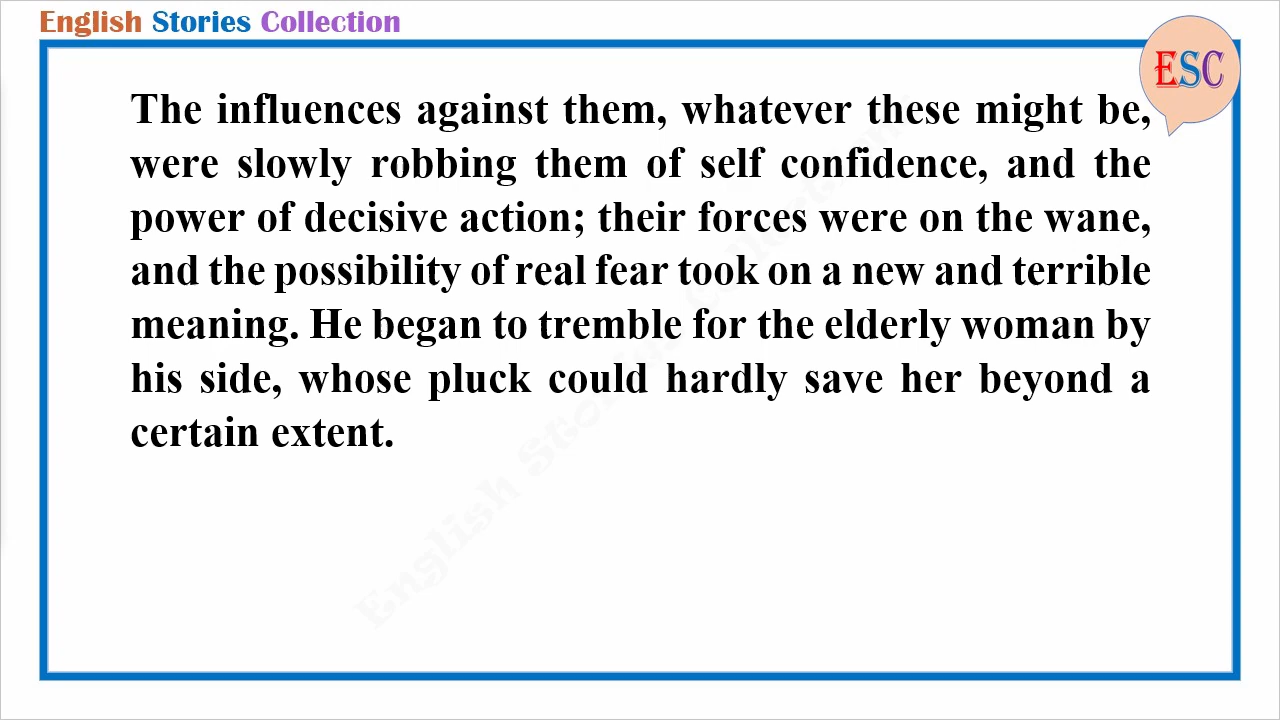 English Stories Collection
ESC
The influences against them, whatever these might be,
were slowly robbing them of self confidence, and the
power of decisive action; their forces were on the wane,
and the possibility of real fear took on a new and terrible
meaning. He began to tremble for the elderly woman by
his side, whose pluck could hardly save her beyond a
certain extent.
English Stories Collection